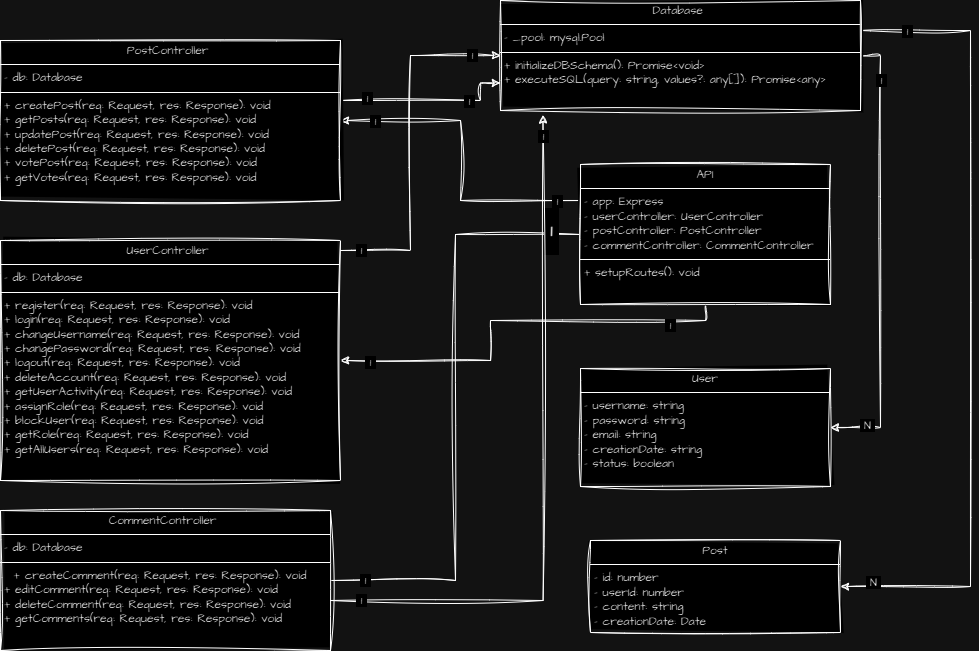 Database
- _pool: mysql.Pool
+ initializeDBSchema(): Promise<void>
+ executeSQL(query: string, values?: any[]): Promise<any>
PostController
- db: Database
+ createPost(req: Request, res: Response): void
+ getPosts(req: Request, res: Response): void
+ updatePost(req: Request, res: Response): void
+ deletePost(req: Request, res: Response): void
+ votePost(req: Request, res: Response): void
+ getVotes(req: Request, res: Response): void
API
- app: Express
- userController: UserController
- postController: PostController
- commentController: CommentController
+ setupRoutes(): void
UserController
- db: Database
+ register(req: Request, res: Response): void
+ login(req: Request, res: Response): void
+ changeUsername(req: Request, res: Response): void
+ changePassword(req: Request, res: Response): void
+ logout(req: Request, res: Response): void
+ deleteAccount(req: Request, res: Response): void
+ getUserActivity(req: Request, res: Response): void
+ assignRole(req: Request, res: Response): void
+ blockUser(req: Request, res: Response): void
+ getRole(req: Request, res: Response): void
+ getAllUsers(req: Request, res: Response): void
User
- username: string
- password: string
- email: string
- creationDate: string
- status: boolean
CommentController
- db: Database
+ createComment(req: Request, res: Response): void
+ editComment(req: Request, res: Response): void
+ deleteComment(req: Request, res: Response): void
+ getComments(req: Request, res: Response): void
Post
- id: number
- userId: number
- content: string
- creationDate: Date
1
1
1
1
1
1
1
1
1
1
1
1
1
1
N
N